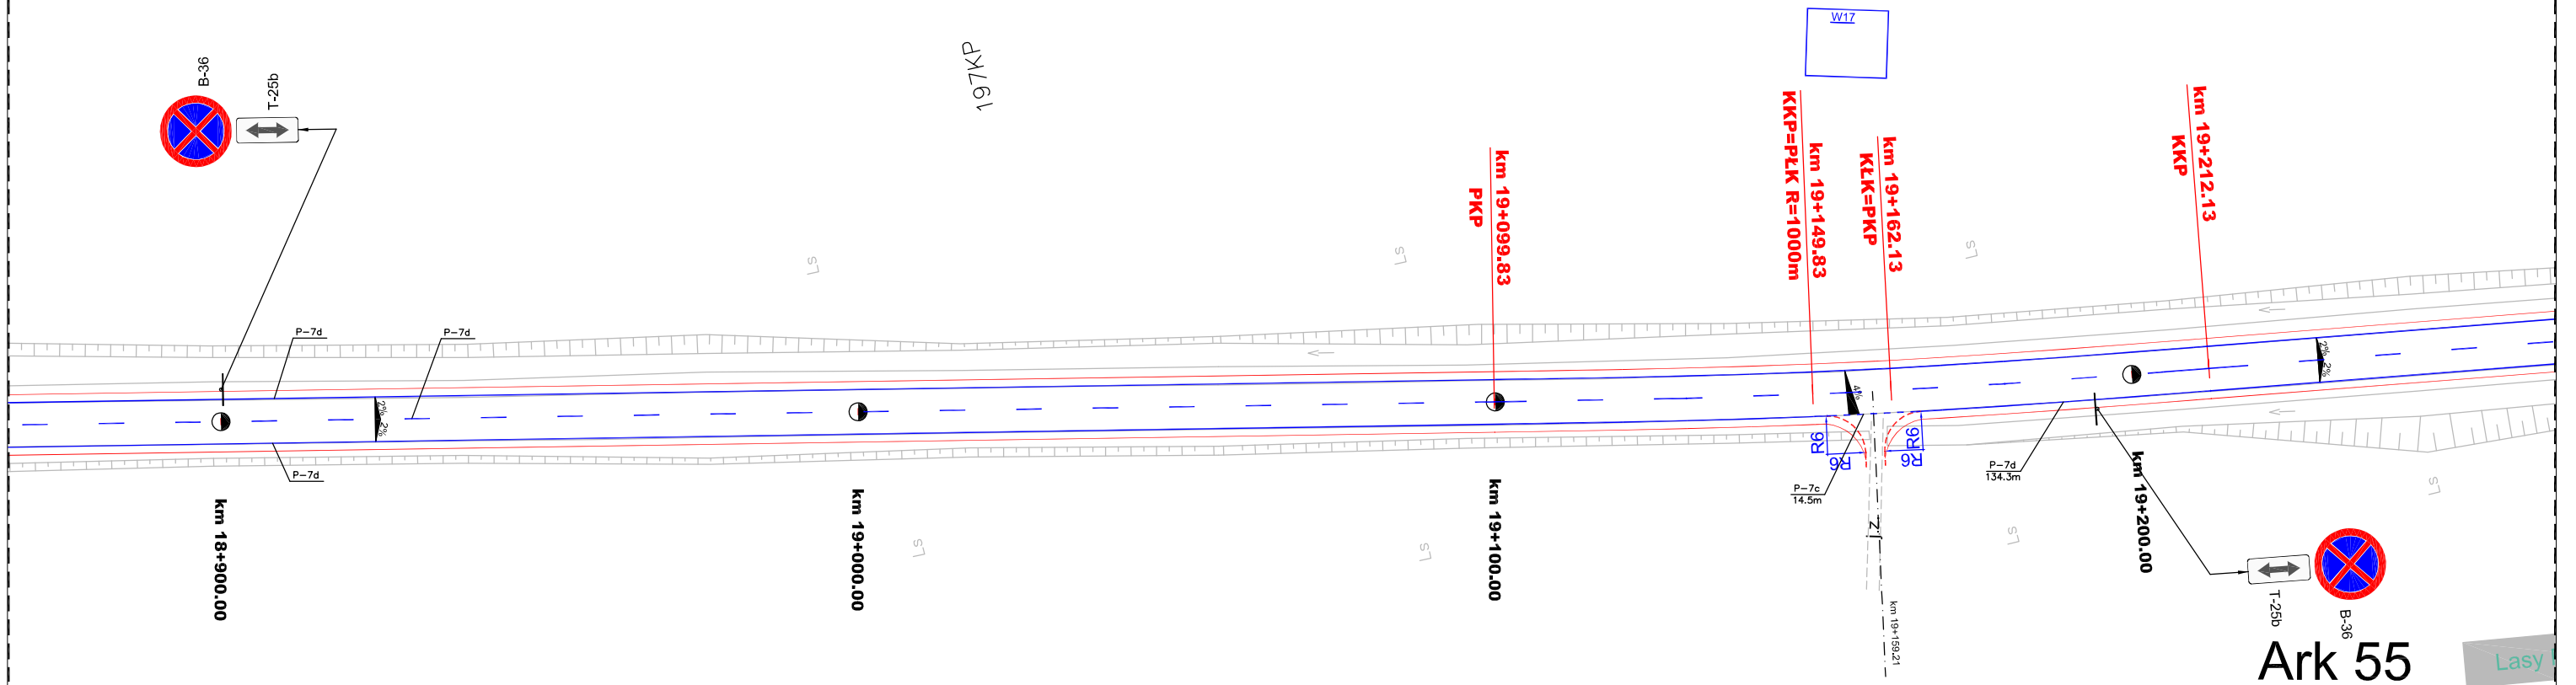 B-36
T-25b
197KP
W17
km 19+099.83
PKP
KKP=PŁK R=1000m
km 19+149.83
KŁK=PKP
km 19+162.13
km 19+212.13
KKP
Ls
Ls
Ls
P-7d
P-7d
2%
2%
4%
2%
2%
P-7d
R6
R6
R6
R6
P-7c
14.5m
P-7d
134.3m
km 18+900.00
km 19+000.00
km 19+100.00
km 19+200.00
Ls
Ls
Ls
Ls
km 19+159.21
T-25b
B-36
Ark 55
Lasy